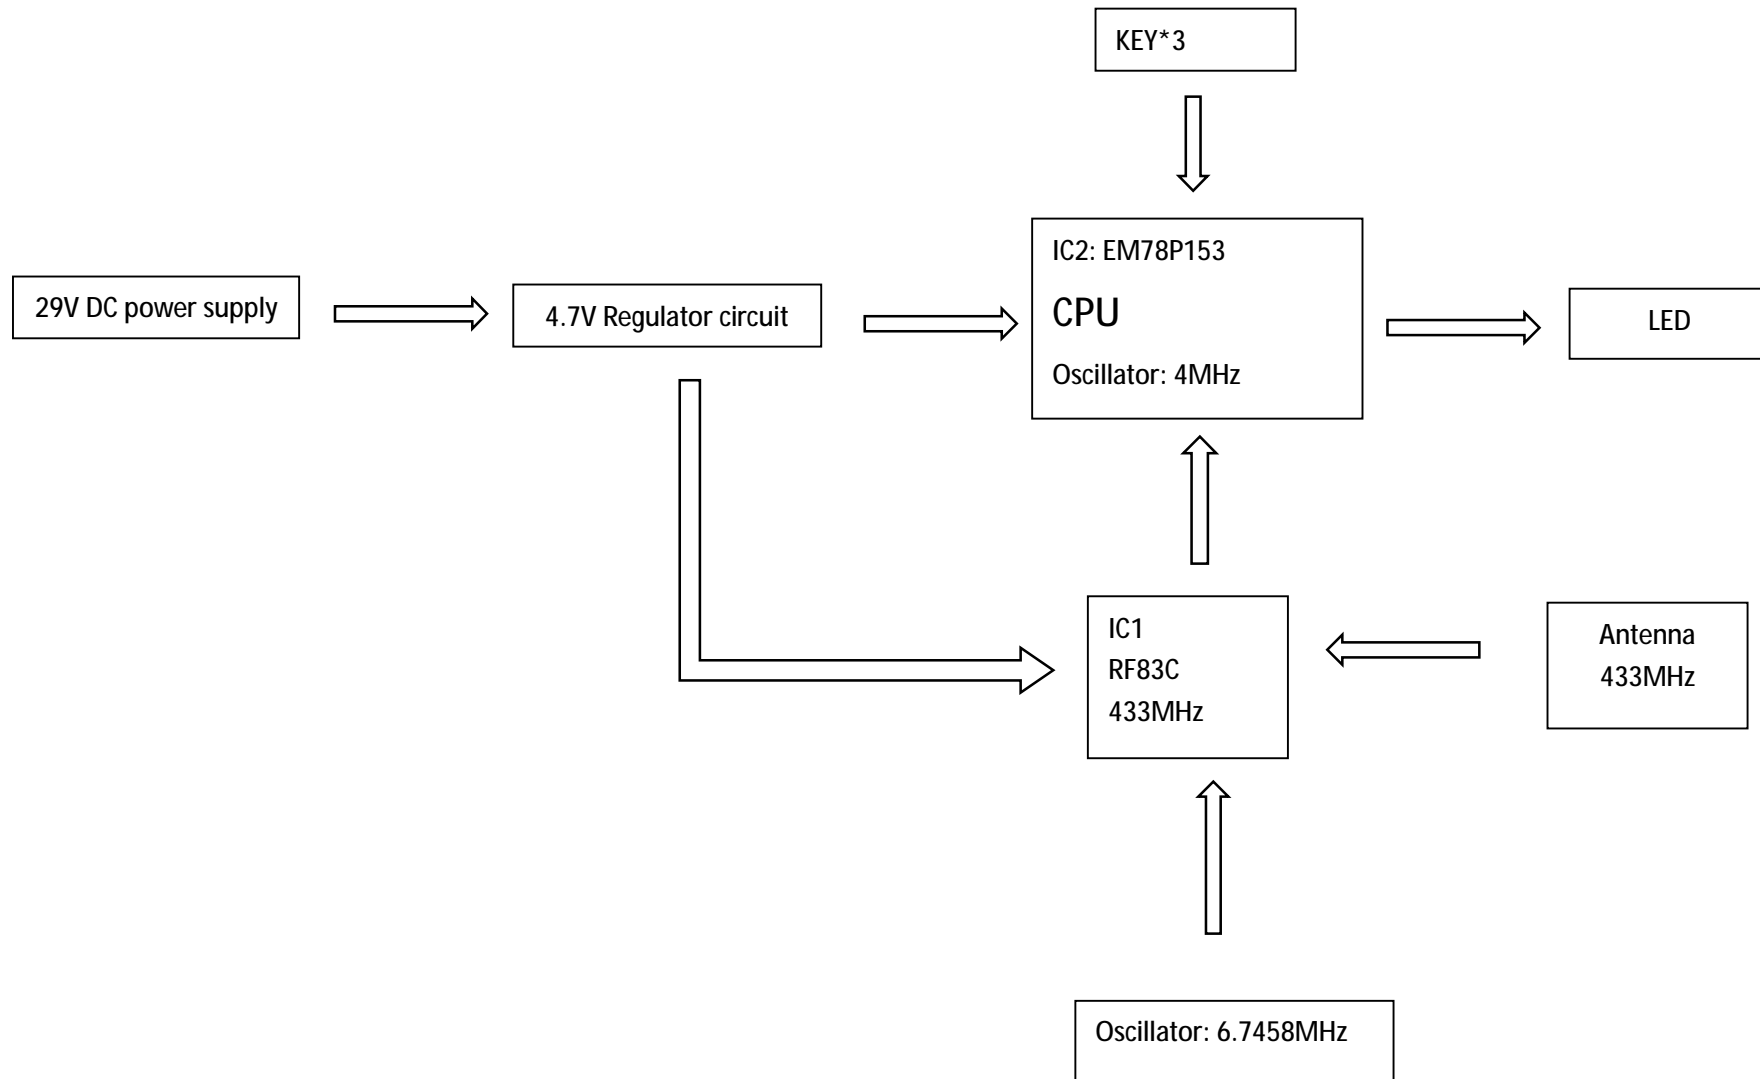 KEY*3
IC2: EM78P153
CPU
Oscillator: 4MHz
29V DC power supply
4.7V Regulator circuit
LED
IC1
RF83C
433MHz
Antenna
433MHz
Oscillator: 6.7458MHz